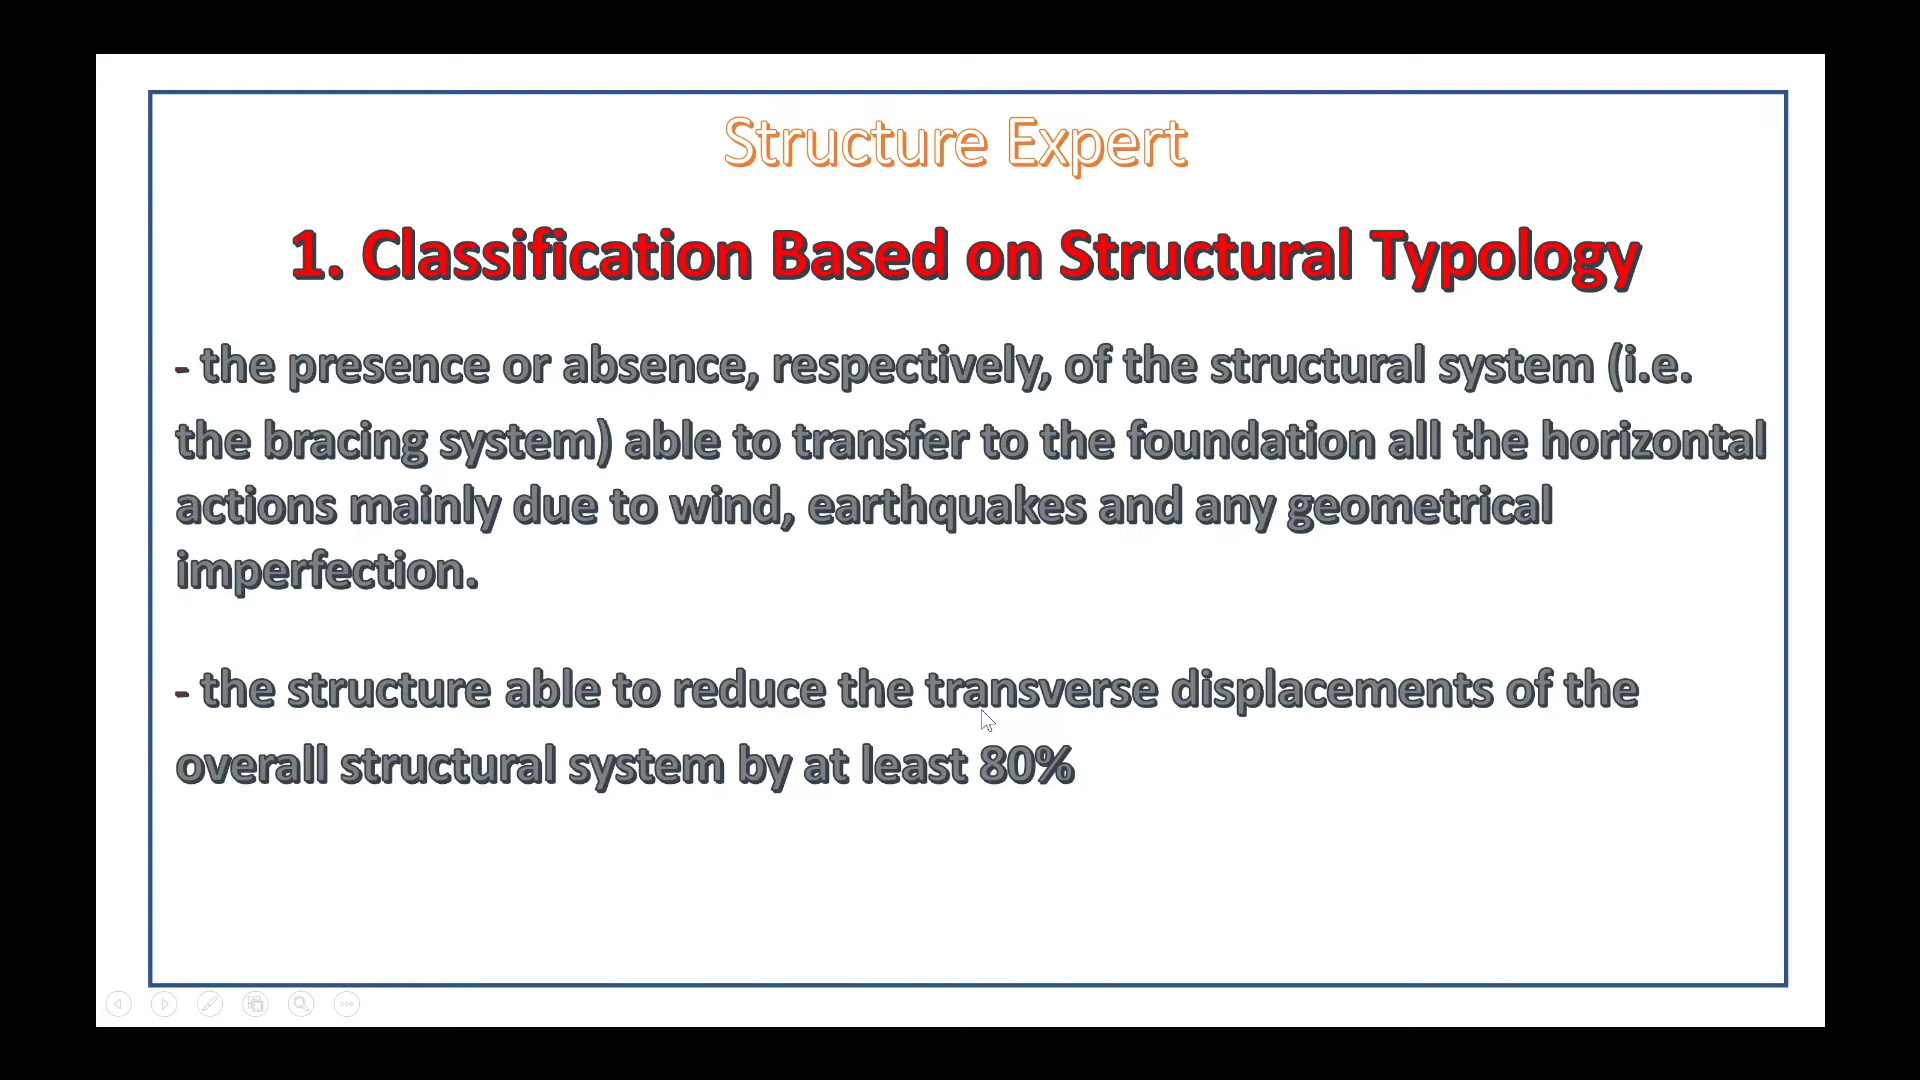 Structure Expert
1. Classification Based on Structural Typology
- the presence or absence, respectively, of the structural system (i.e.
the bracing system) able to transfer to the foundation all the horizontal
actions mainly due to wind, earthquakes and any geometrical
imperfection.
- the structure able to reduce the transverse displacements of the
overall structural system by at least 80%